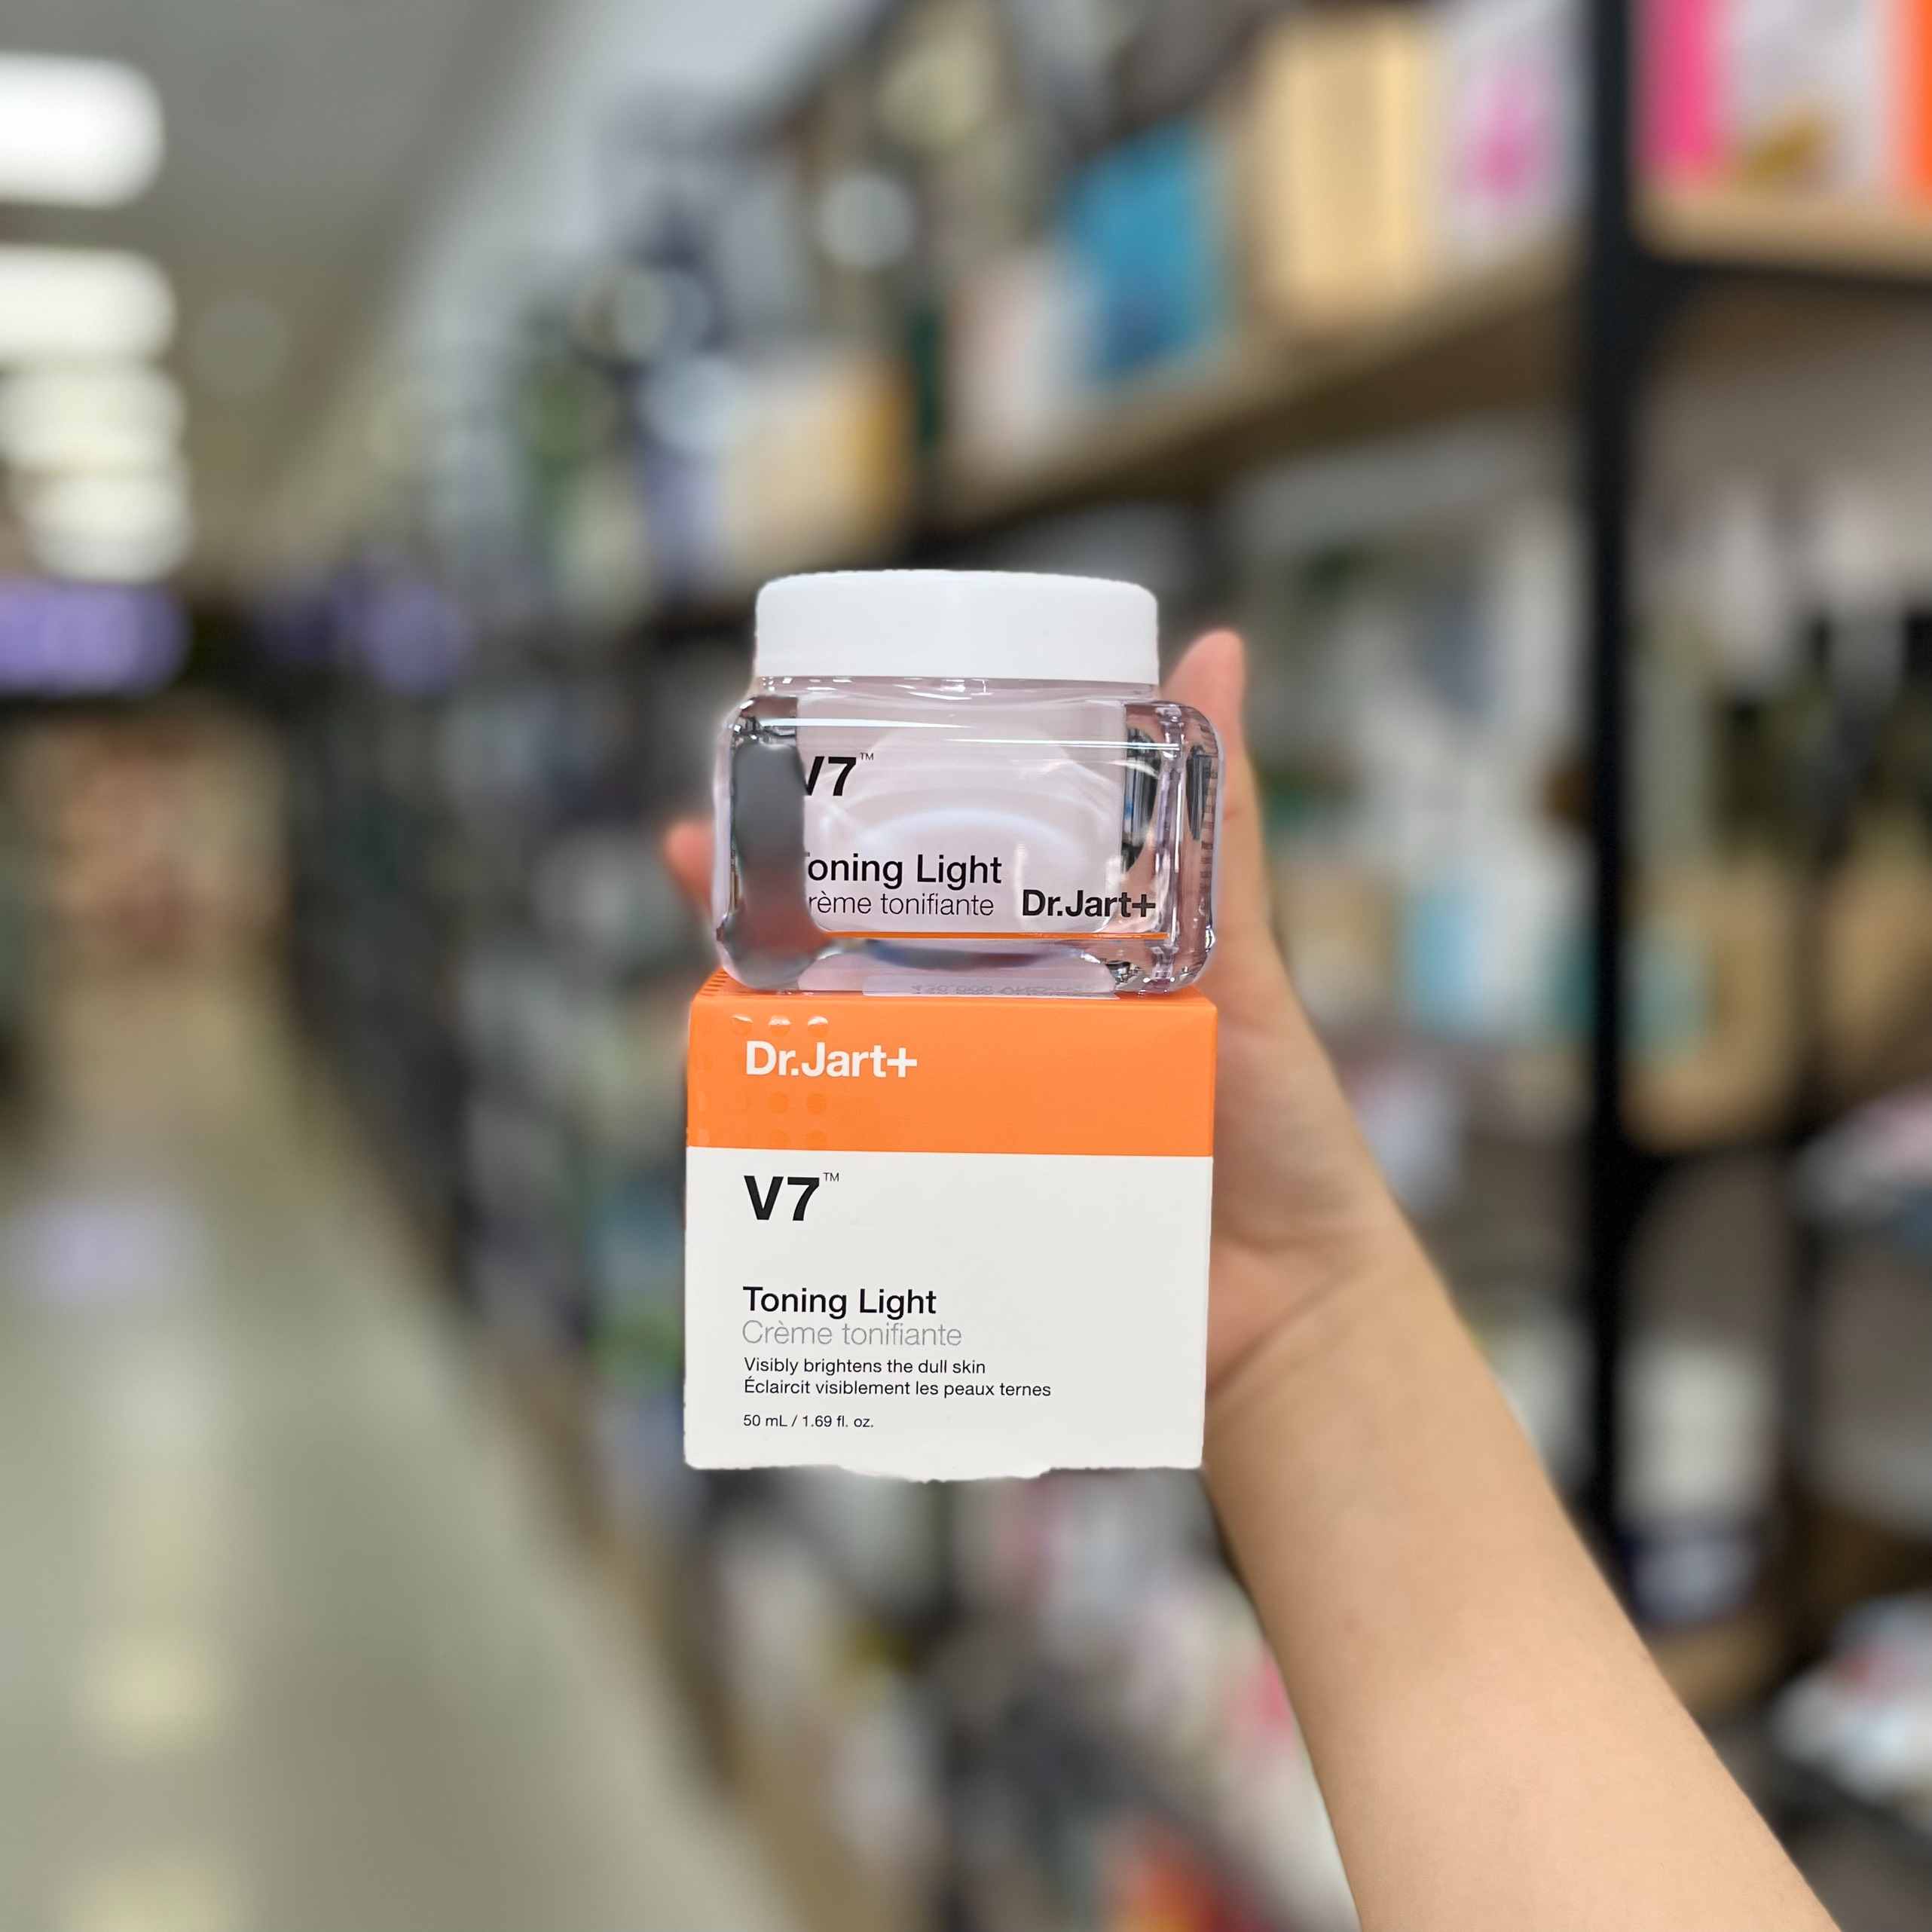 V7™
Toning Light
Crème tonifiante Dr.Jart+
Dr.Jart+
V7™
Toning Light
Crème tonifiante
Visibly brightens the dull skin
Éclaircit visiblement les peaux ternes
50 mL / 1.69 fl. oz.